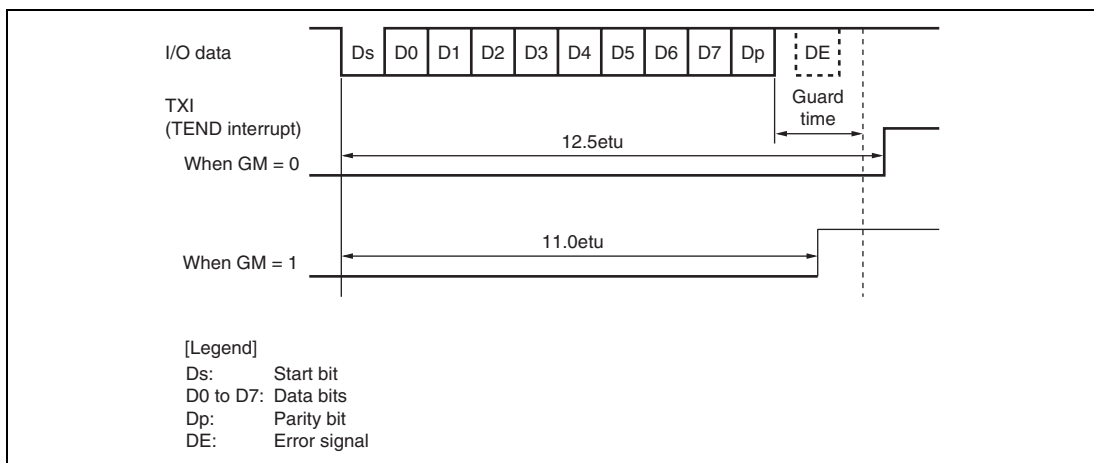 I/O data
Ds D0 D1 D2 D3 D4 D5 D6 D7 Dp DE
Guard
time
TXI
(TEND interrupt)
12.5etu
When GM = 0
11.0etu
When GM = 1
[Legend]
Ds: Start bit
D0 to D7: Data bits
Dp: Parity bit
DE: Error signal